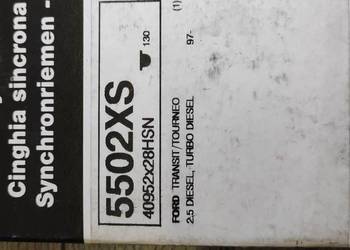 Cinghia sincrona
Synchronriemen -
5502XS
40952x28HSN
130
FORD TRANSIT/TOURNEO
2.5 DIESEL, TURBO DIESEL
97-
(1)